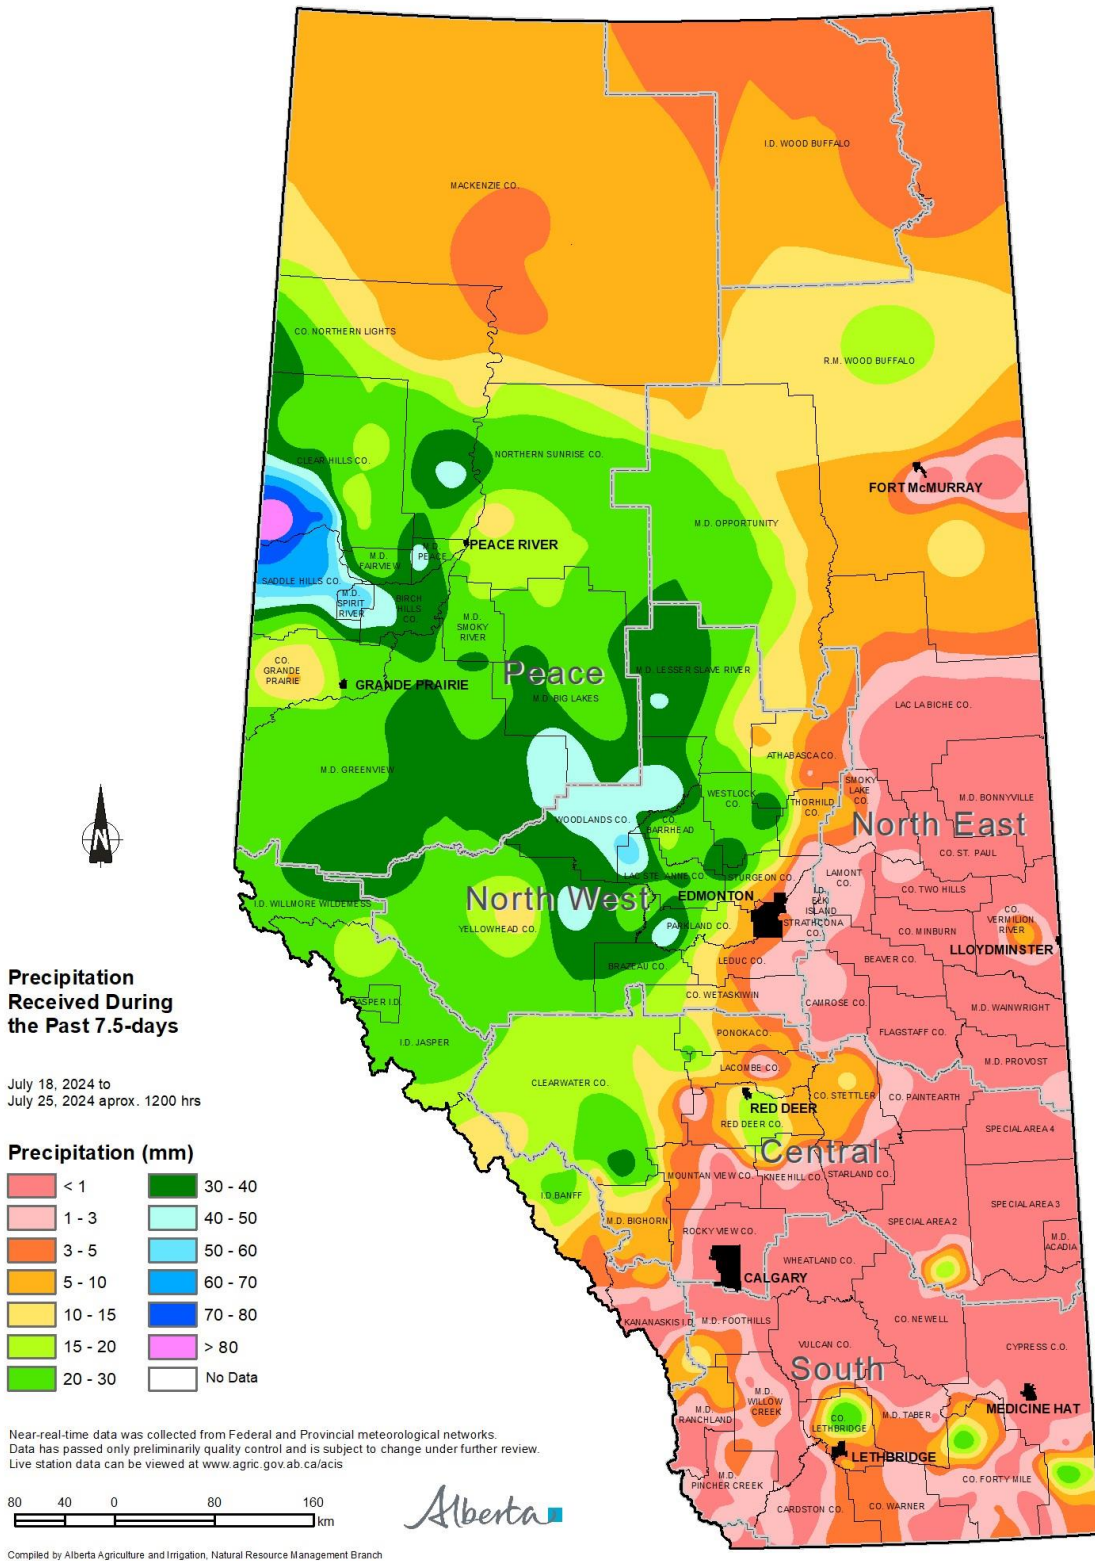 I.D. WOOD BUFFALO
MACKENZIE CO.
CO. NORTHERN LIGHTS
R.M. WOOD BUFFALO
CLEAR HILLS CO.
NORTHERN SUNRISE CO.
FORT McMURRAY
M.D. OPPORTUNITY
PEACE RIVER
M.D.
PEACE
M.D.
FAIRVIEW
SADDLE HILLS CO.
M.D.
SPIRIT
RIVER
BIRCH
HILLS
CO.
M.D.
SMOKY
RIVER
CO.
GRANDE
PRAIRIE
GRANDE PRAIRIE
Peace
M.D. LESSER SLAVE RIVER
M.D. BIG LAKES
LAC LA BICHE CO.
M.D. GREENVIEW
ATHABASCA CO.
SMOKY
LAKE
CO.
WESTLOCK
CO.
THORHILD
CO.
M.D. BONNYVILLE
North East
WOODLANDS CO.
CO.
BARRHEAD
CO. ST. PAUL
N
LAC STE. ANNE CO.
STURGEON CO.
LAMONT
CO.
CO. TWO HILLS
I.D. WILLMORE WILDERNESS
North West
EDMONTON
I.D.
ELK
ISLAND
CO.
VERMILION
RIVER
YELLOWHEAD CO.
PARKLAND CO.
STRATHCONA
CO.
CO. MINBURN
LLOYDMINSTER
BRAZEAU CO.
LEDUC CO.
BEAVER CO.
CO. WETASKIWIN
CAMROSE CO.
JASPER I.D.
M.D. WAINWRIGHT
I.D. JASPER
PONOKA CO.
FLAGSTAFF CO.
M.D. PROVOST
LACOMBE CO.
CLEARWATER CO.
CO. STETTLER
CO. PAINTEARTH
RED DEER
RED DEER CO.
SPECIAL AREA 4
Central
MOUNTAN VIEW CO.
KNEEHILL CO.
STARLAND CO.
I.D. BANFF
M.D. BIGHORN
SPECIAL AREA 3
SPECIAL AREA 2
ROCKY VIEW CO.
M.D.
ACADIA
WHEATLAND CO.
CALGARY
KANANASKIS I.D.
M.D. FOOTHILLS
CO. NEWELL
VULCAN CO.
CYPRESS CO.
South
M.D.
WILLOW
CREEK
M.D.
RANCHLAND
CO.
LETHBRIDGE
M.D. TABER
MEDICINE HAT
LETHBRIDGE
M.D.
PINCHER CREEK
CO. FORTY MILE
CARDSTON CO.
CO. WARNER
Precipitation
Received During
the Past 7.5-days
July 18, 2024 to
July 25, 2024 aprox. 1200 hrs
Precipitation (mm)
< 1
1 - 3
3 - 5
5 - 10
10 - 15
15 - 20
20 - 30
30 - 40
40 - 50
50 - 60
60 - 70
70 - 80
> 80
No Data
Near-real-time data was collected from Federal and Provincial meteorological networks.
Data has passed only preliminarily quality control and is subject to change under further review.
Live station data can be viewed at www.agric.gov.ab.ca/acis
80 40 0 80 160
km
Alberta
Compiled by Alberta Agriculture and Irrigation, Natural Resource Management Branch